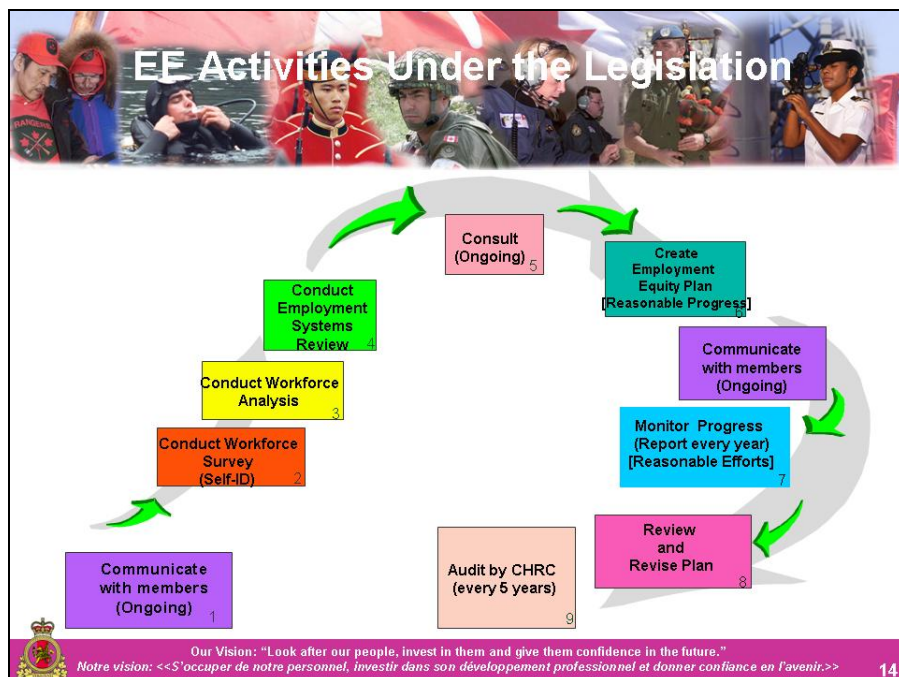 EE Activities Under the Legislation
RANGERS
Communicate
with members
(Ongoing)
1
Conduct Workforce
Survey
(Self-ID)
2
Conduct Workforce
Analysis
3
Conduct
Employment
Systems
Review
4
Consult
(Ongoing)
5
Create
Employment
Equity Plan
[Reasonable Progress]
6
Communicate
with members
(Ongoing)
Monitor Progress
(Report every year)
[Reasonable Efforts]
7
Review
and
Revise Plan
8
Audit by CHRC
(every 5 years)
9
Our Vision: “Look after our people, invest in them and give them confidence in the future.”
Notre vision: <<S’occuper de notre personnel, investir dans son développement professionnel et donner confiance en l’avenir.>>
14